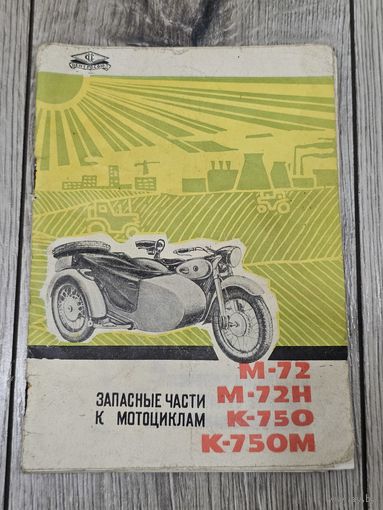 М-72
ЗАПАСНЫЕ ЧАСТИ М-72Н
К МОТОЦИКЛАМ К-750
К-750М